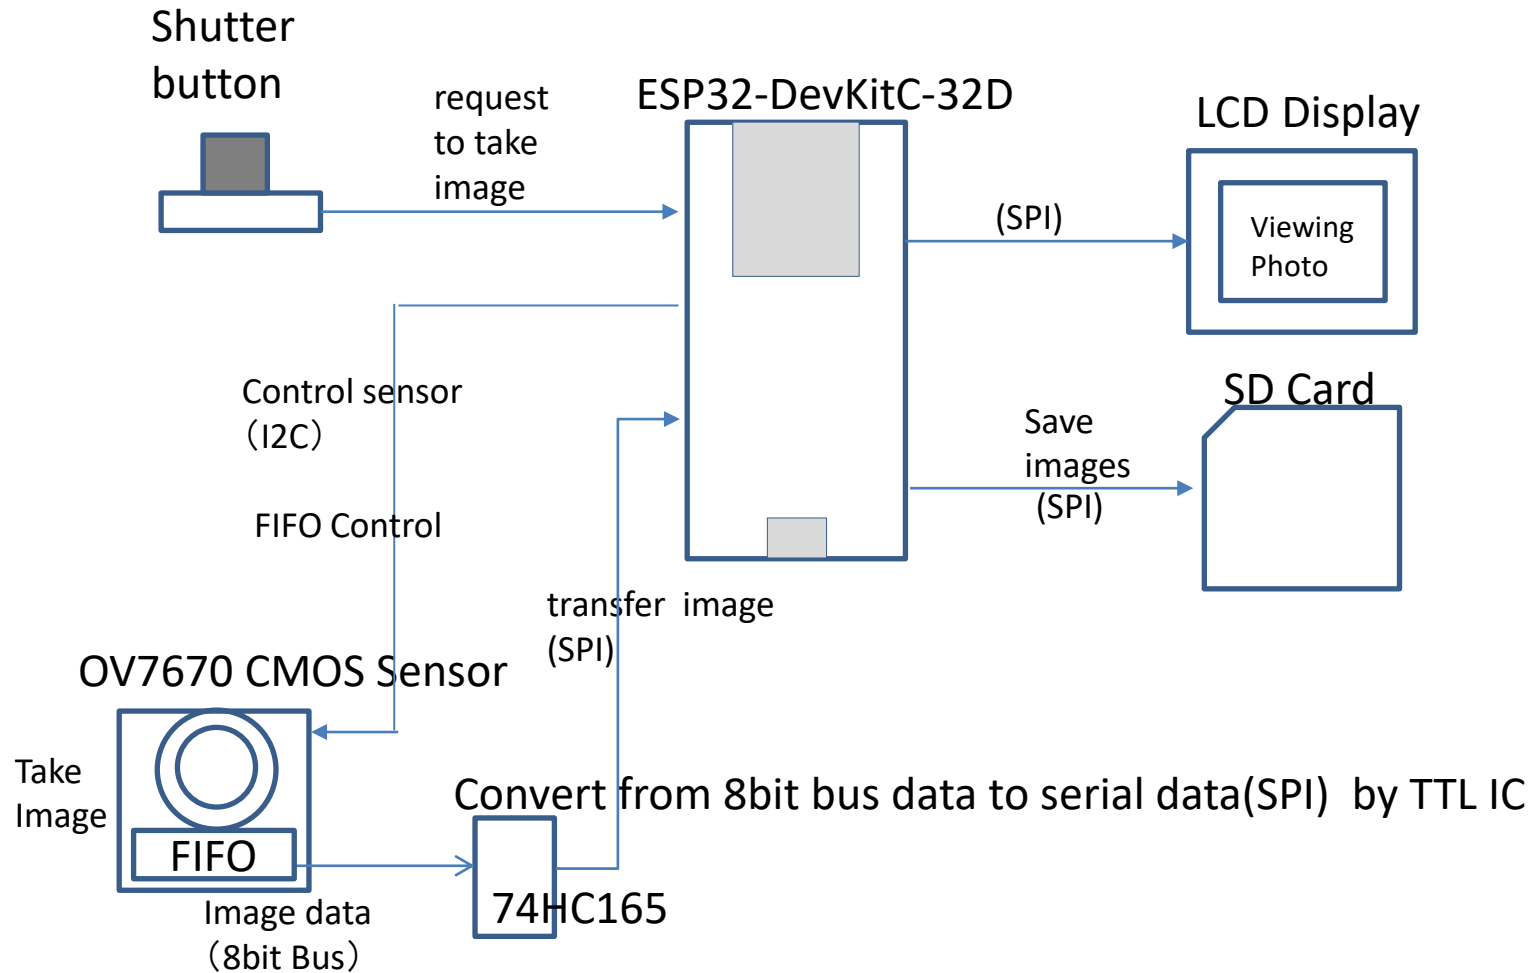 Shutter
button
request
to take
image
ESP32-DevKitC-32D
LCD Display
(SPI)
Viewing
Photo
Control sensor
（I2C）
FIFO Control
SD Card
Save
images
(SPI)
transfer  image
(SPI)
OV7670 CMOS Sensor
Take
Image
FIFO
Image data
（8bit Bus）
Convert from 8bit bus data to serial data(SPI)  by TTL IC
74HC165